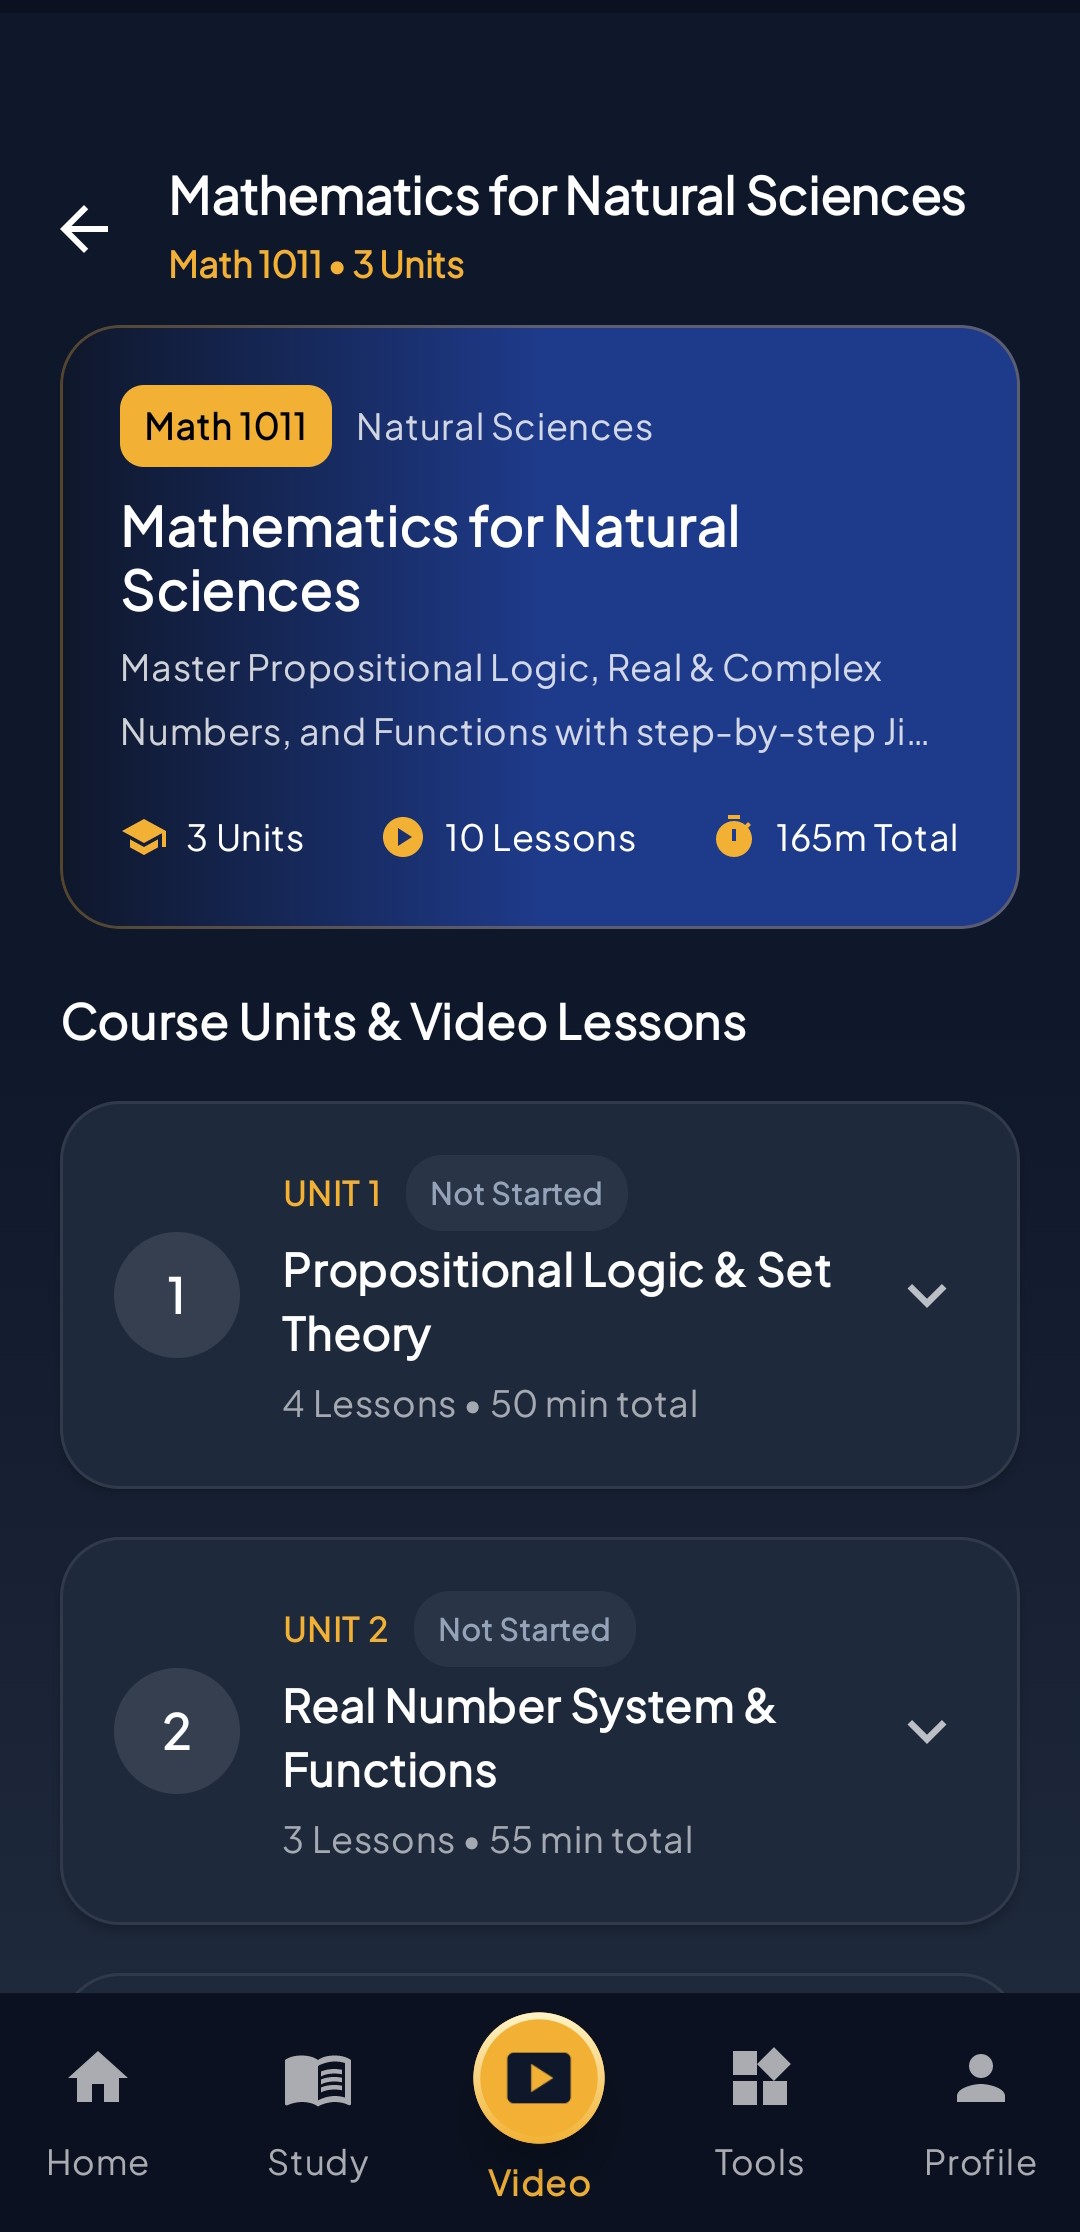 Mathematics for Natural Sciences
Math 1011 • 3 Units
Math 1011 Natural Sciences
Mathematics for Natural
Sciences
Master Propositional Logic, Real & Complex
Numbers, and Functions with step-by-step Ji...
3 Units 10 Lessons 165m Total
Course Units & Video Lessons
UNIT 1 Not Started
1
Propositional Logic & Set
Theory
4 Lessons • 50 min total
UNIT 2 Not Started
2
Real Number System &
Functions
3 Lessons • 55 min total
Home Study Video Tools Profile